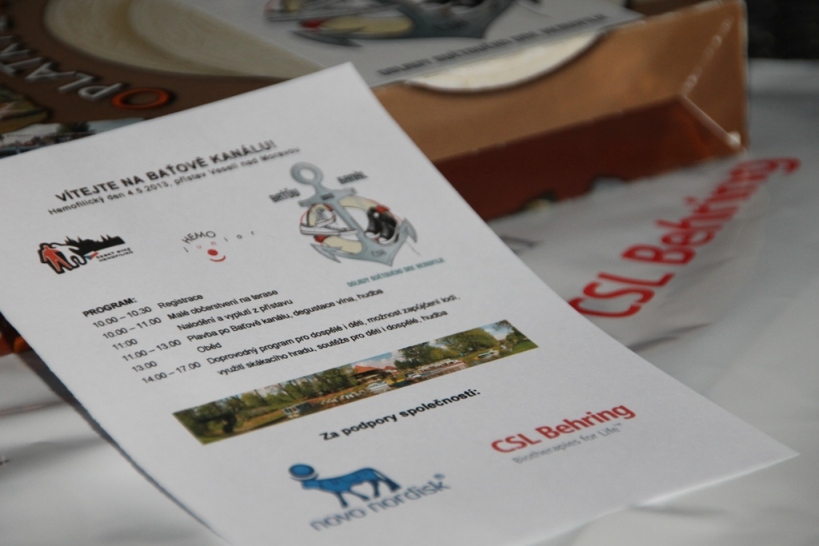 OPLATK
VÍTEJTE NA BAŤOVĚ KANÁLU!
Hemofilický den 4.5.2013, přístav Veselí nad Moravou
HEMO
junior
PROGRAM:
10.00 – 10.30 Registrace
10.00 – 11.00 Malé občerstvení na terase
11.00 Nalodění a vyplutí z přístavu
11.00 – 13.00 Plavba po Baťově kanálu, degustace vína, hudba
13.00 Oběd
14.00 – 17.00 Doprovodný program pro dospělé i děti, možnost zapůjčení lodí,
využití skákacího hradu, soutěže pro děti i dospělé, hudba
Za podpory společností:
novo nordisk®
CSL Behring
Biotherapies for Life™
CSL Behring